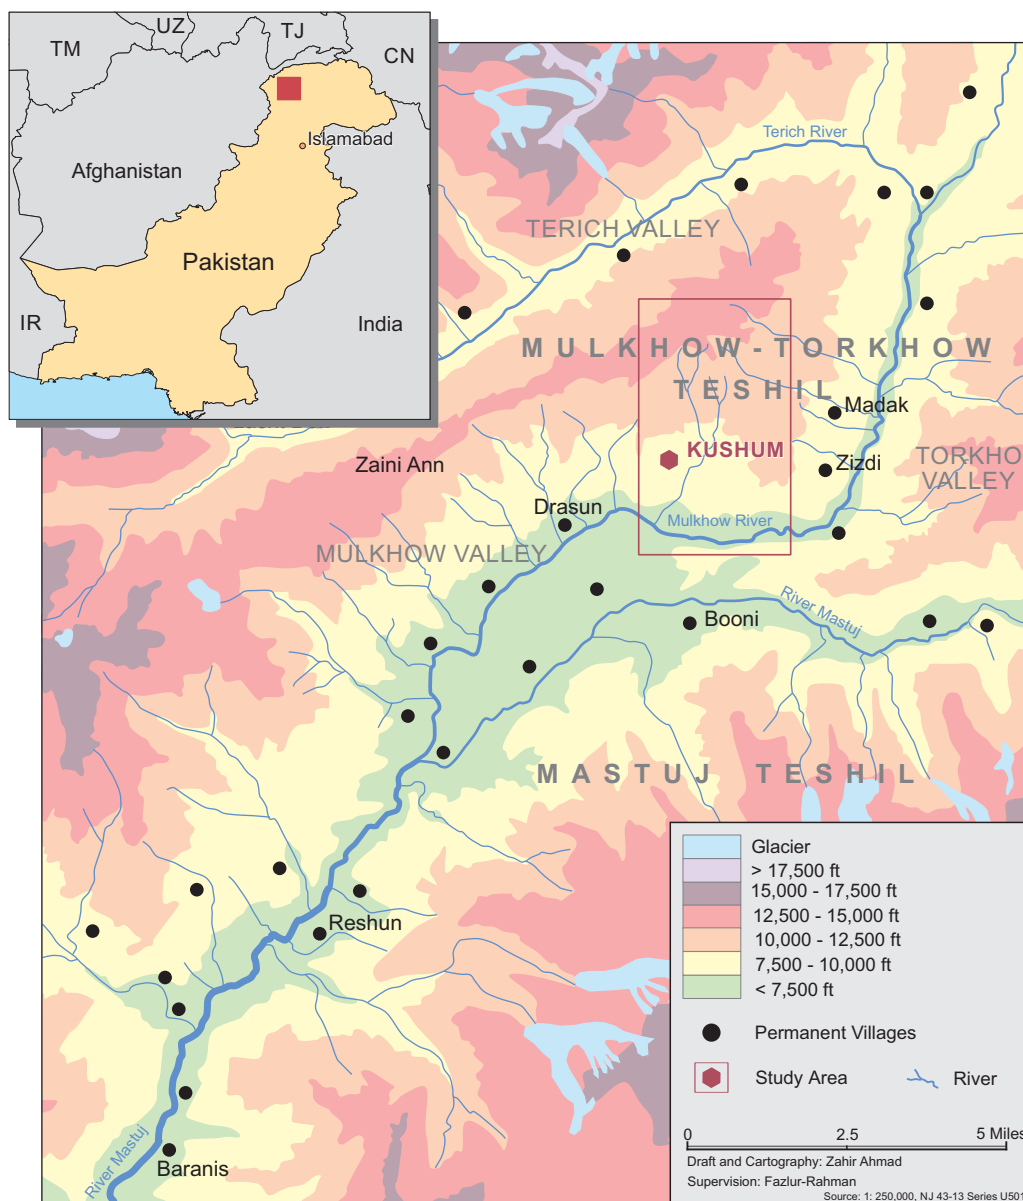 UZ
TJ
TM
CN
Islamabad
Afghanistan
Pakistan
IR
India
Terich River
TERICH VALLEY
MULKHOW-TORKHOW
TESHIL
Madak
KUSHUM
Zizdi
TORKHO
VALLEY
Zaini Ann
Drasun
Mulkhow River
MULKHOW VALLEY
Booni
River Mastuj
MASTUJ TESHIL
Reshun
Baranis
River Mastuj
Glacier
> 17,500 ft
15,000 - 17,500 ft
12,500 - 15,000 ft
10,000 - 12,500 ft
7,500 - 10,000 ft
< 7,500 ft
Permanent Villages
Study Area
River
0 2.5 5 Miles
Draft and Cartography: Zahir Ahmad
Supervision: Fazlur-Rahman
Source: 1: 250,000, NJ 43-13 Series U501